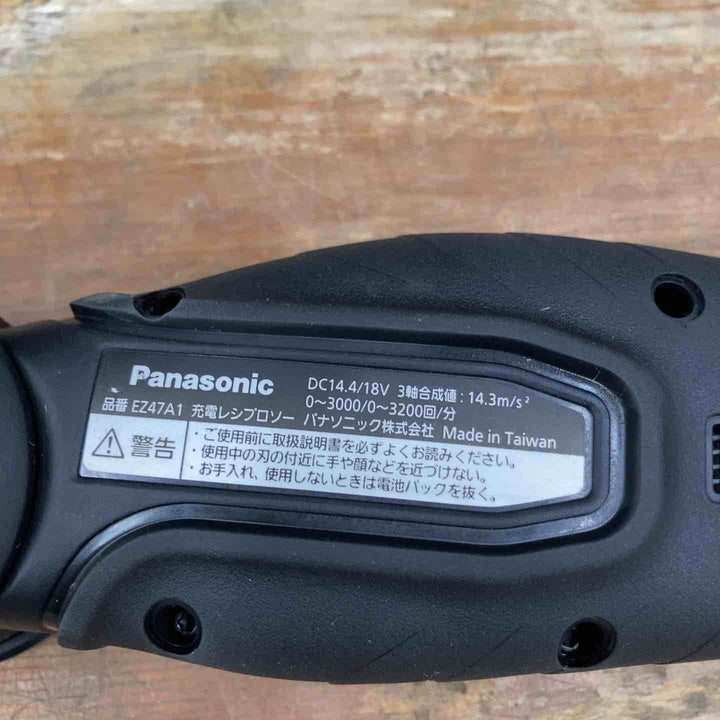 Panasonic DC14.4/18V 3軸合成値:14.3m/s²
0〜3000/0〜3200回/分
品番 EZ47A1 充電レシプロソー パナソニック株式会社 Made in Taiwan
警告
・ご使用前に取扱説明書を必ずよくお読みください。
・使用中の刃の付近に手や顔などを近づけない。
・お手入れ、使用しないときは電池パックを抜く。